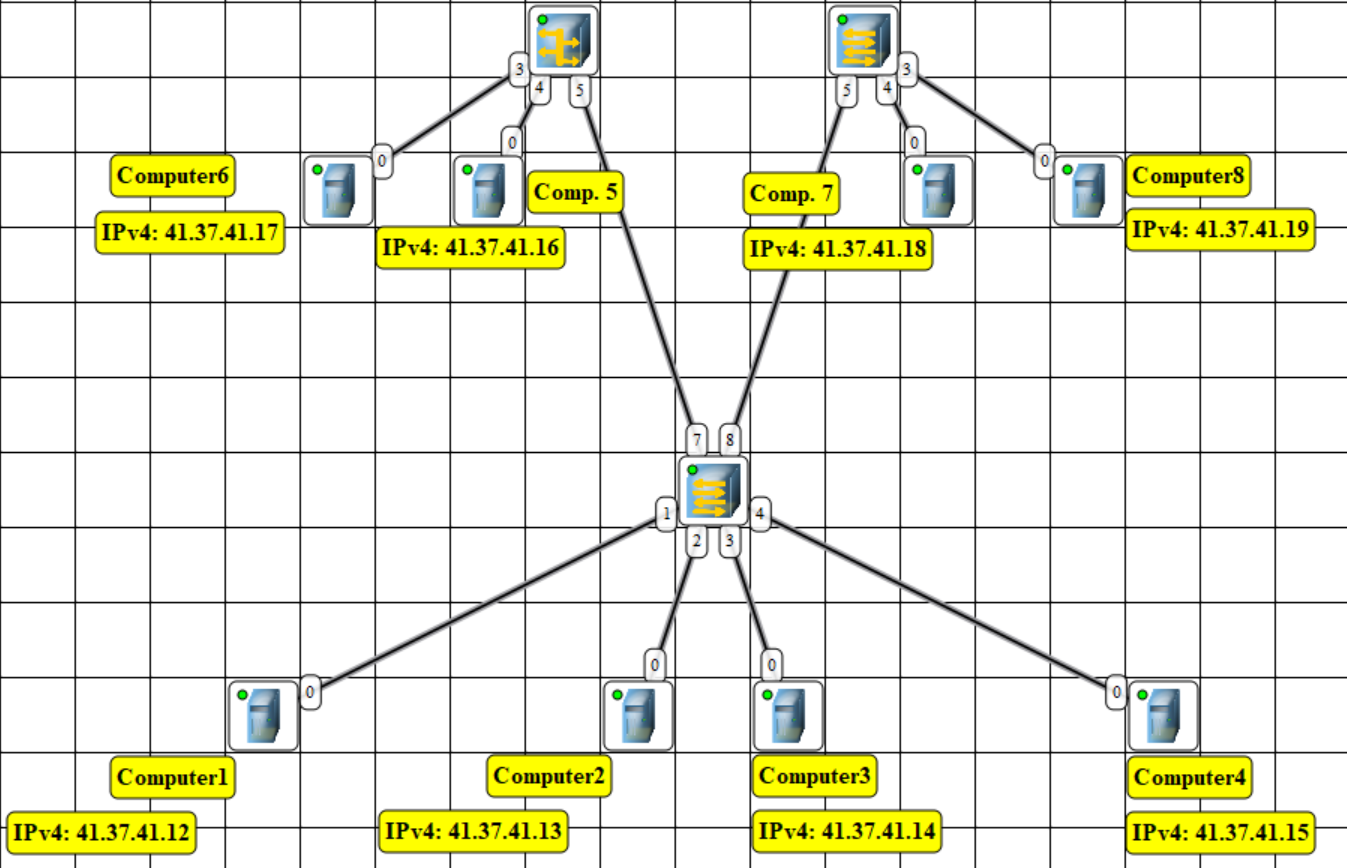 3
4
5
5
4
3
0
0
0
0
Computer6
Comp. 5
Comp. 7
Computer8
IPv4: 41.37.41.17
IPv4: 41.37.41.16
IPv4: 41.37.41.18
IPv4: 41.37.41.19
7
8
1
4
2
3
0
0
0
0
Computer1
Computer2
Computer3
Computer4
IPv4: 41.37.41.12
IPv4: 41.37.41.13
IPv4: 41.37.41.14
IPv4: 41.37.41.15